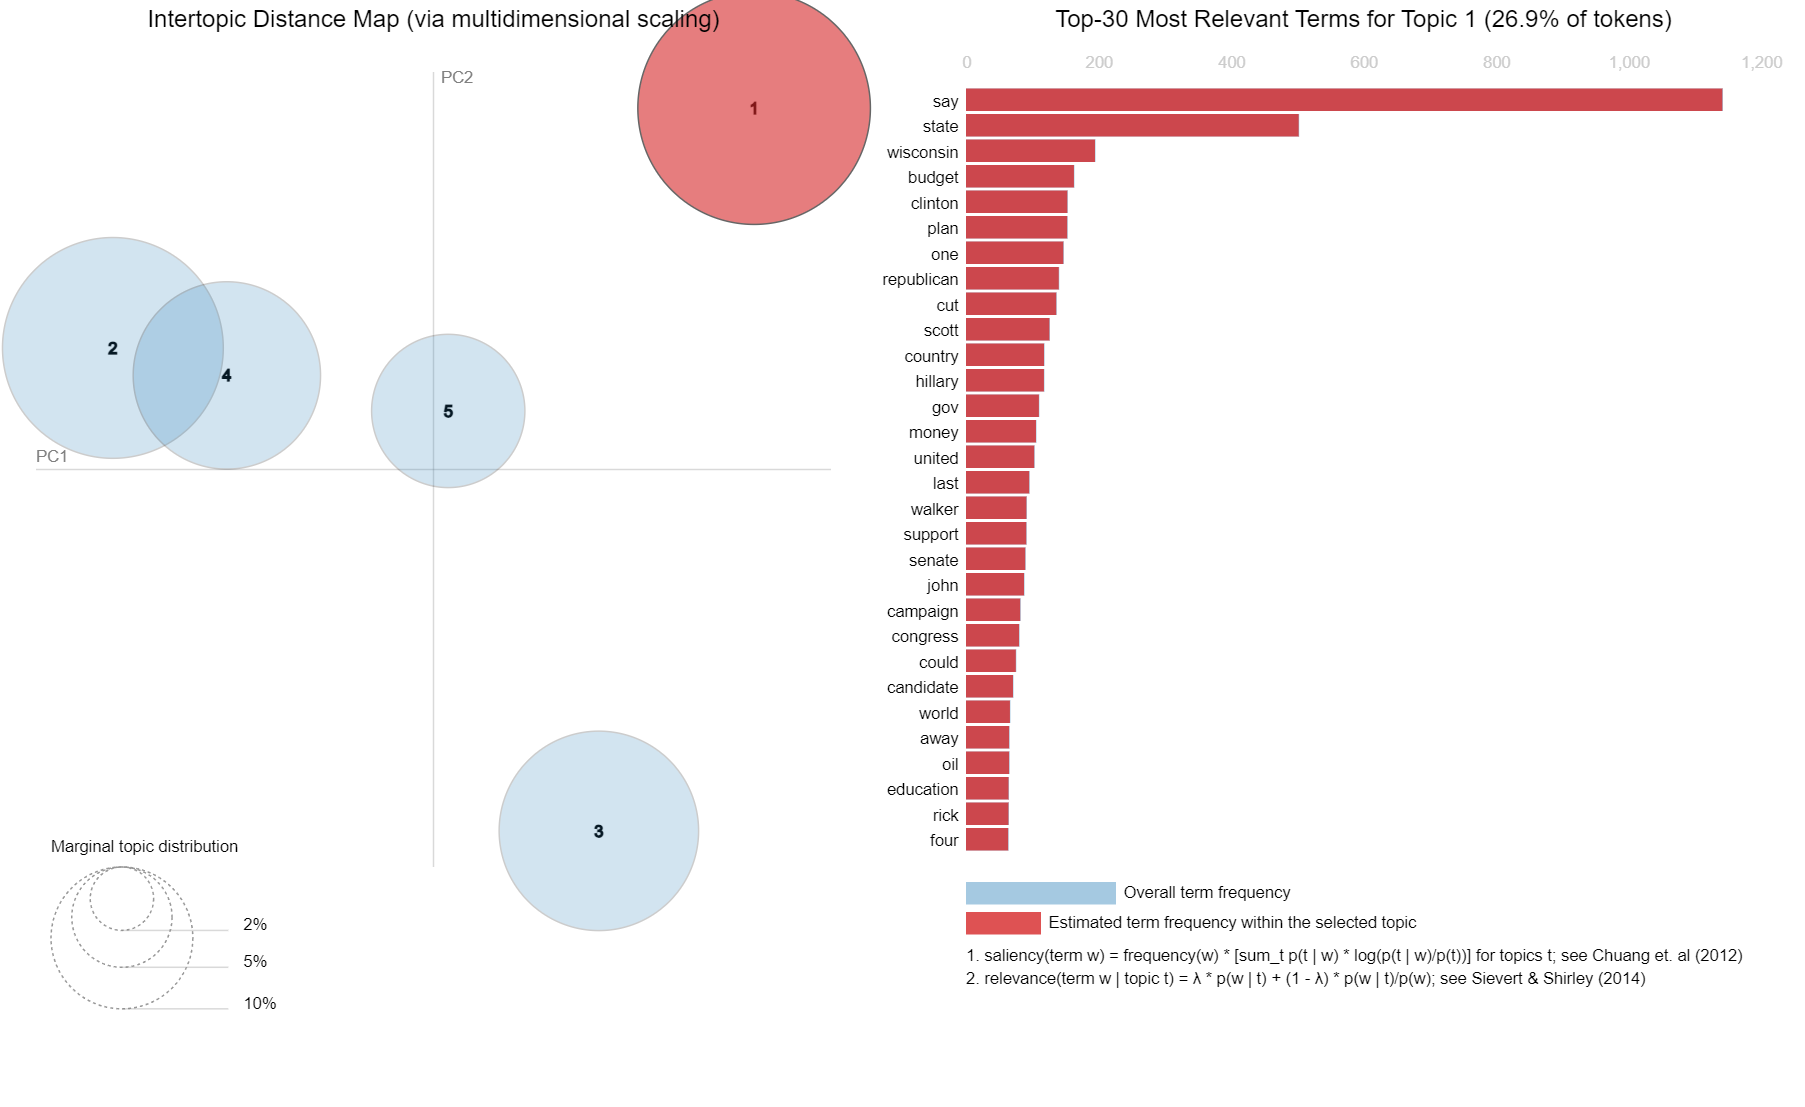 Intertopic Distance Map (via multidimensional scaling)
PC2
1
2
4
5
PC1
3
Marginal topic distribution
2%
5%
10%
Top-30 Most Relevant Terms for Topic 1 (26.9% of tokens)
0 200 400 600 800 1,000 1,200
say
state
wisconsin
budget
clinton
plan
one
republican
cut
scott
country
hillary
gov
money
united
last
walker
support
senate
john
campaign
congress
could
candidate
world
away
oil
education
rick
four
Overall term frequency
Estimated term frequency within the selected topic
1. saliency(term w) = frequency(w) * [sum_t p(t | w) * log(p(t | w)/p(t))] for topics t; see Chuang et. al (2012)
2. relevance(term w | topic t) = λ * p(w | t) + (1 - λ) * p(w | t)/p(w); see Sievert & Shirley (2014)